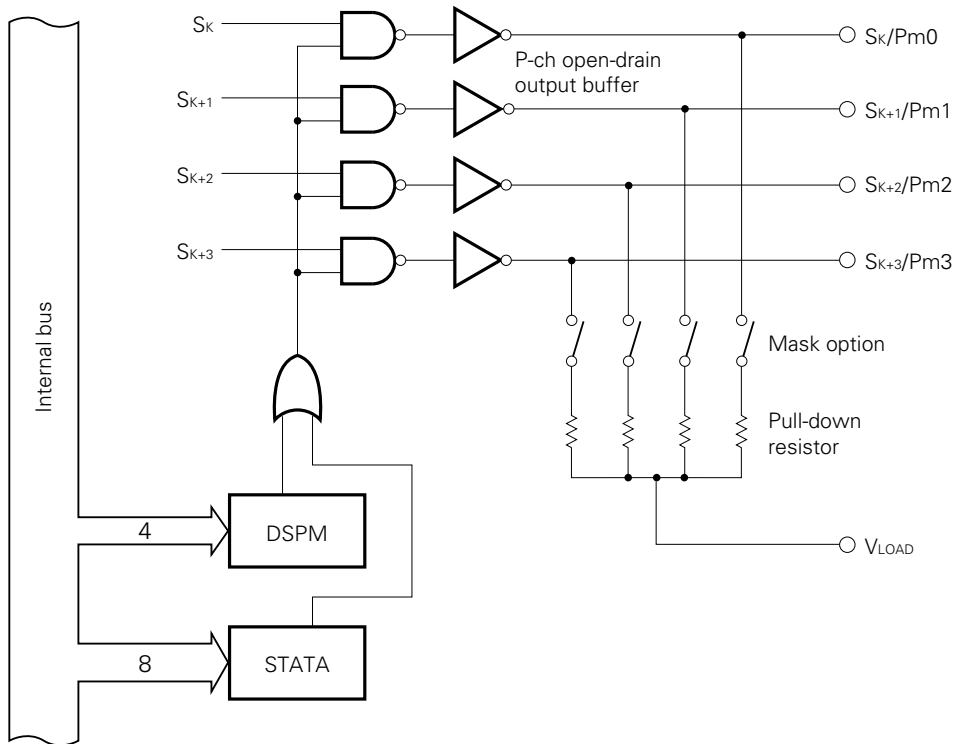 SK
SK/Pm0
P-ch open-drain
output buffer
SK+1
SK+1/Pm1
SK+2
SK+2/Pm2
SK+3
SK+3/Pm3
Mask option
Internal bus
Pull-down
resistor
4
DSPM
VLOAD
8
STATA